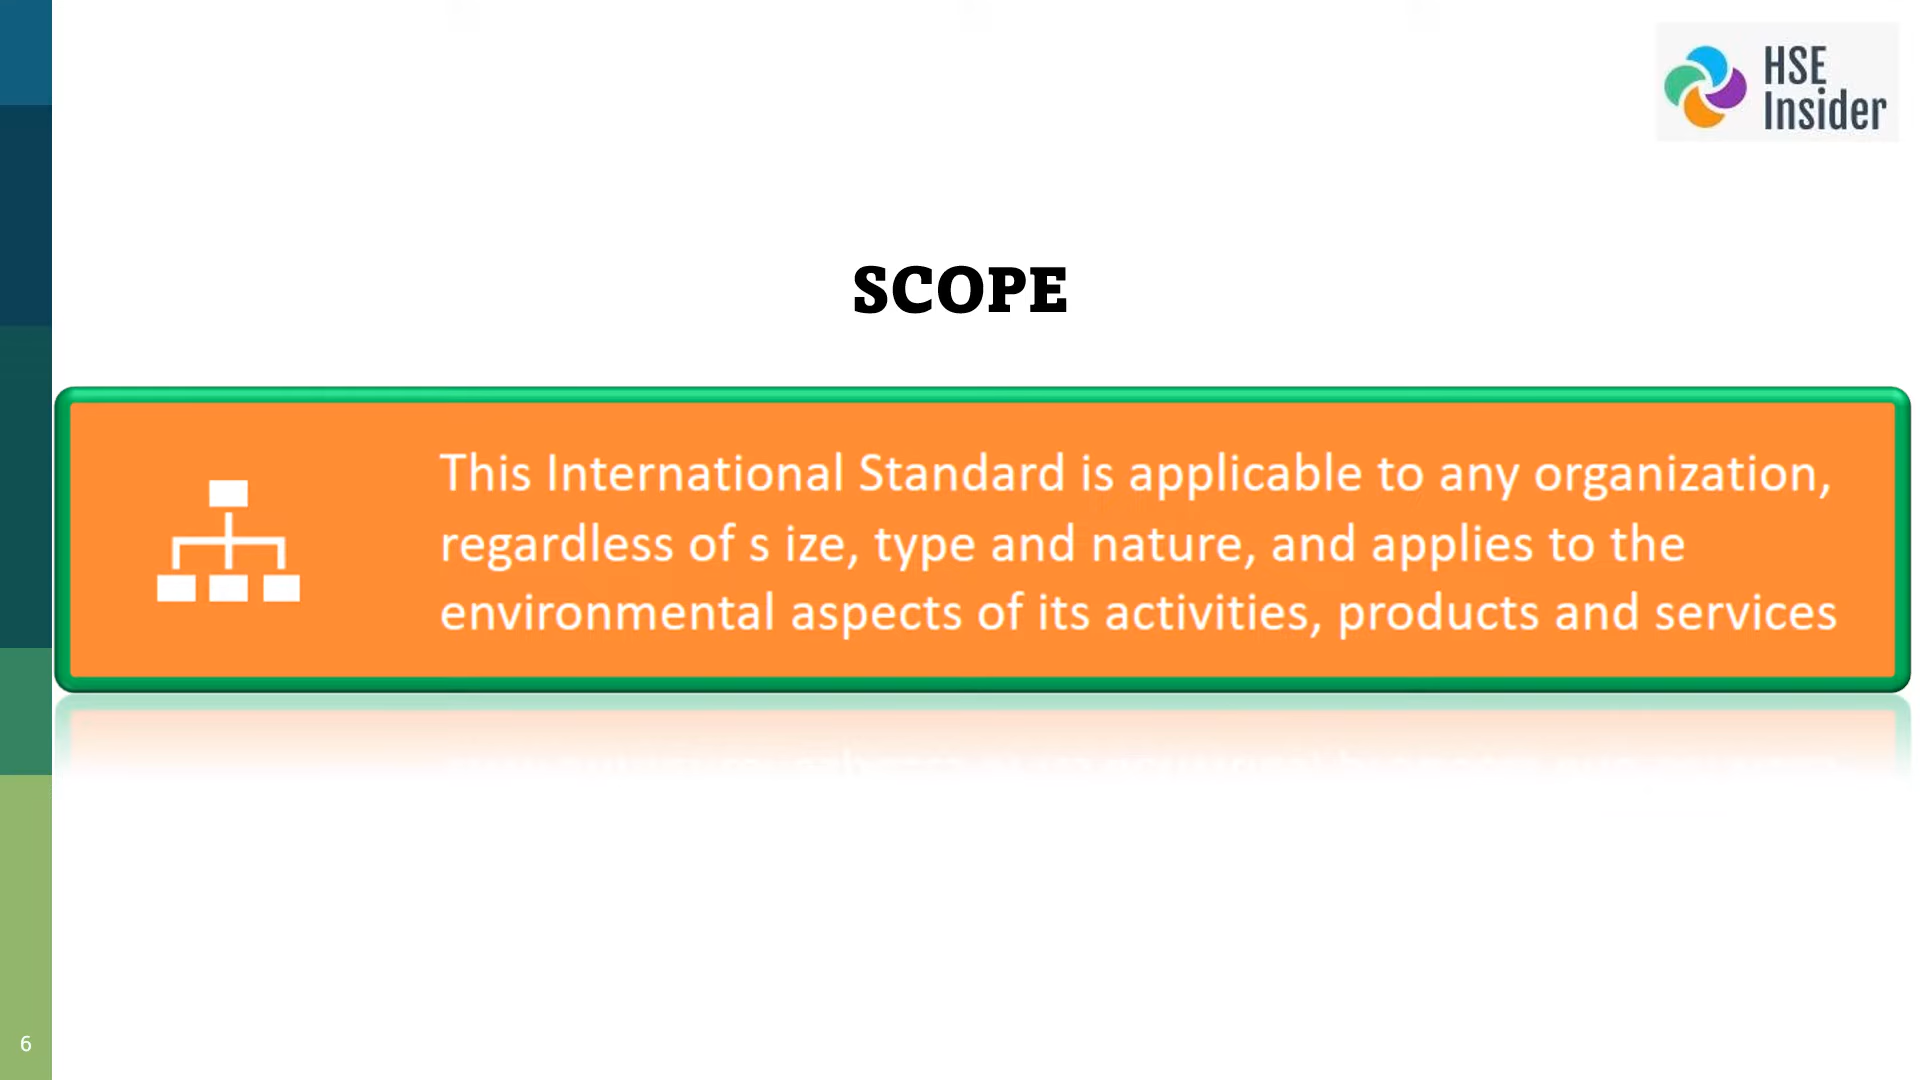 HSE
Insider
SCOPE
This International Standard is applicable to any organization,
regardless of s ize, type and nature, and applies to the
environmental aspects of its activities, products and services
6